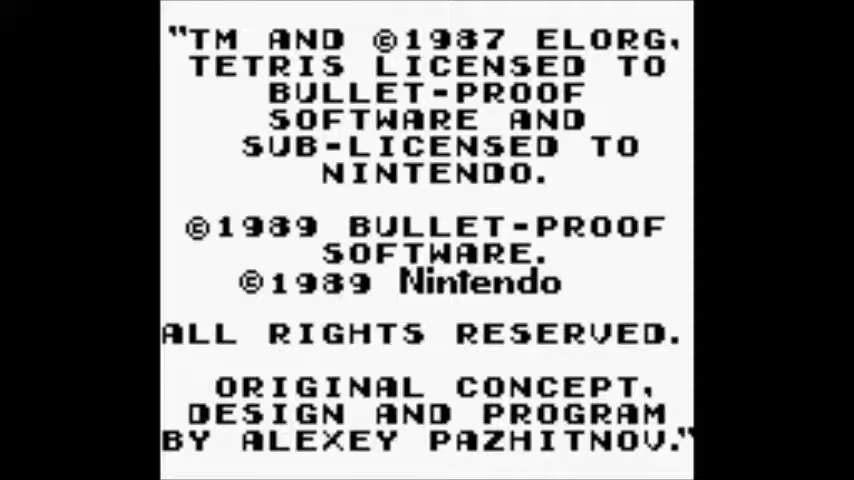 "TM AND ©1987 ELORG,
TETRIS LICENSED TO
BULLET-PROOF
SOFTWARE AND
SUB-LICENSED TO
NINTENDO.
©1989 BULLET-PROOF
SOFTWARE.
©1989 Nintendo
ALL RIGHTS RESERVED.
ORIGINAL CONCEPT,
DESIGN AND PROGRAM
BY ALEXEY PAZHITNOV."